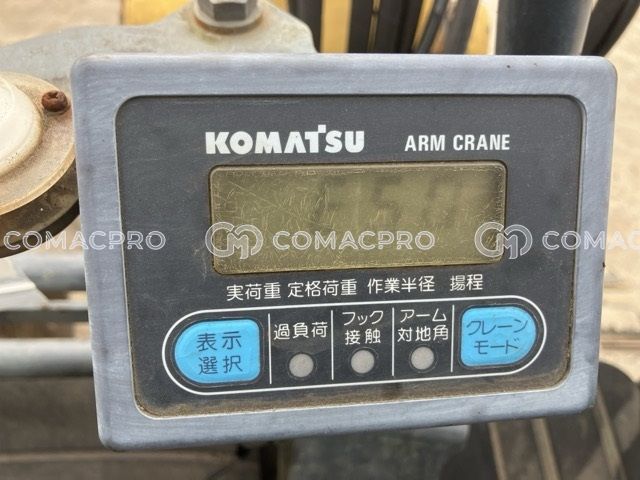 KOMATSU ARM CRANE
COMACPRO COMACPRO COMACPRO
実荷重 定格荷重 作業半径 揚程
表示 選択
過負荷
フック 接触
アーム 対地角
クレーン モード